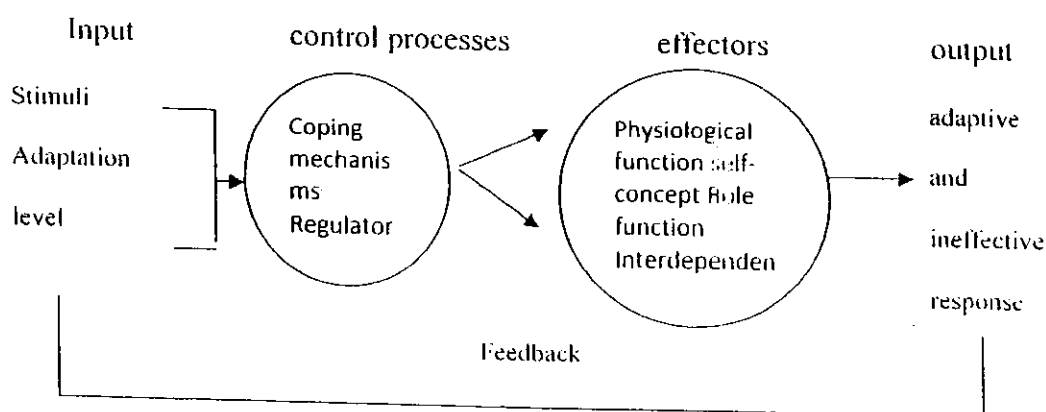 Input
control processes
effectors
output
Stimuli
Adaptation
level
Coping
mechanis
ms
Regulator
Physiological
function self-
concept Role
function
Interdependen
adaptive
and
ineffective
response
Feedback